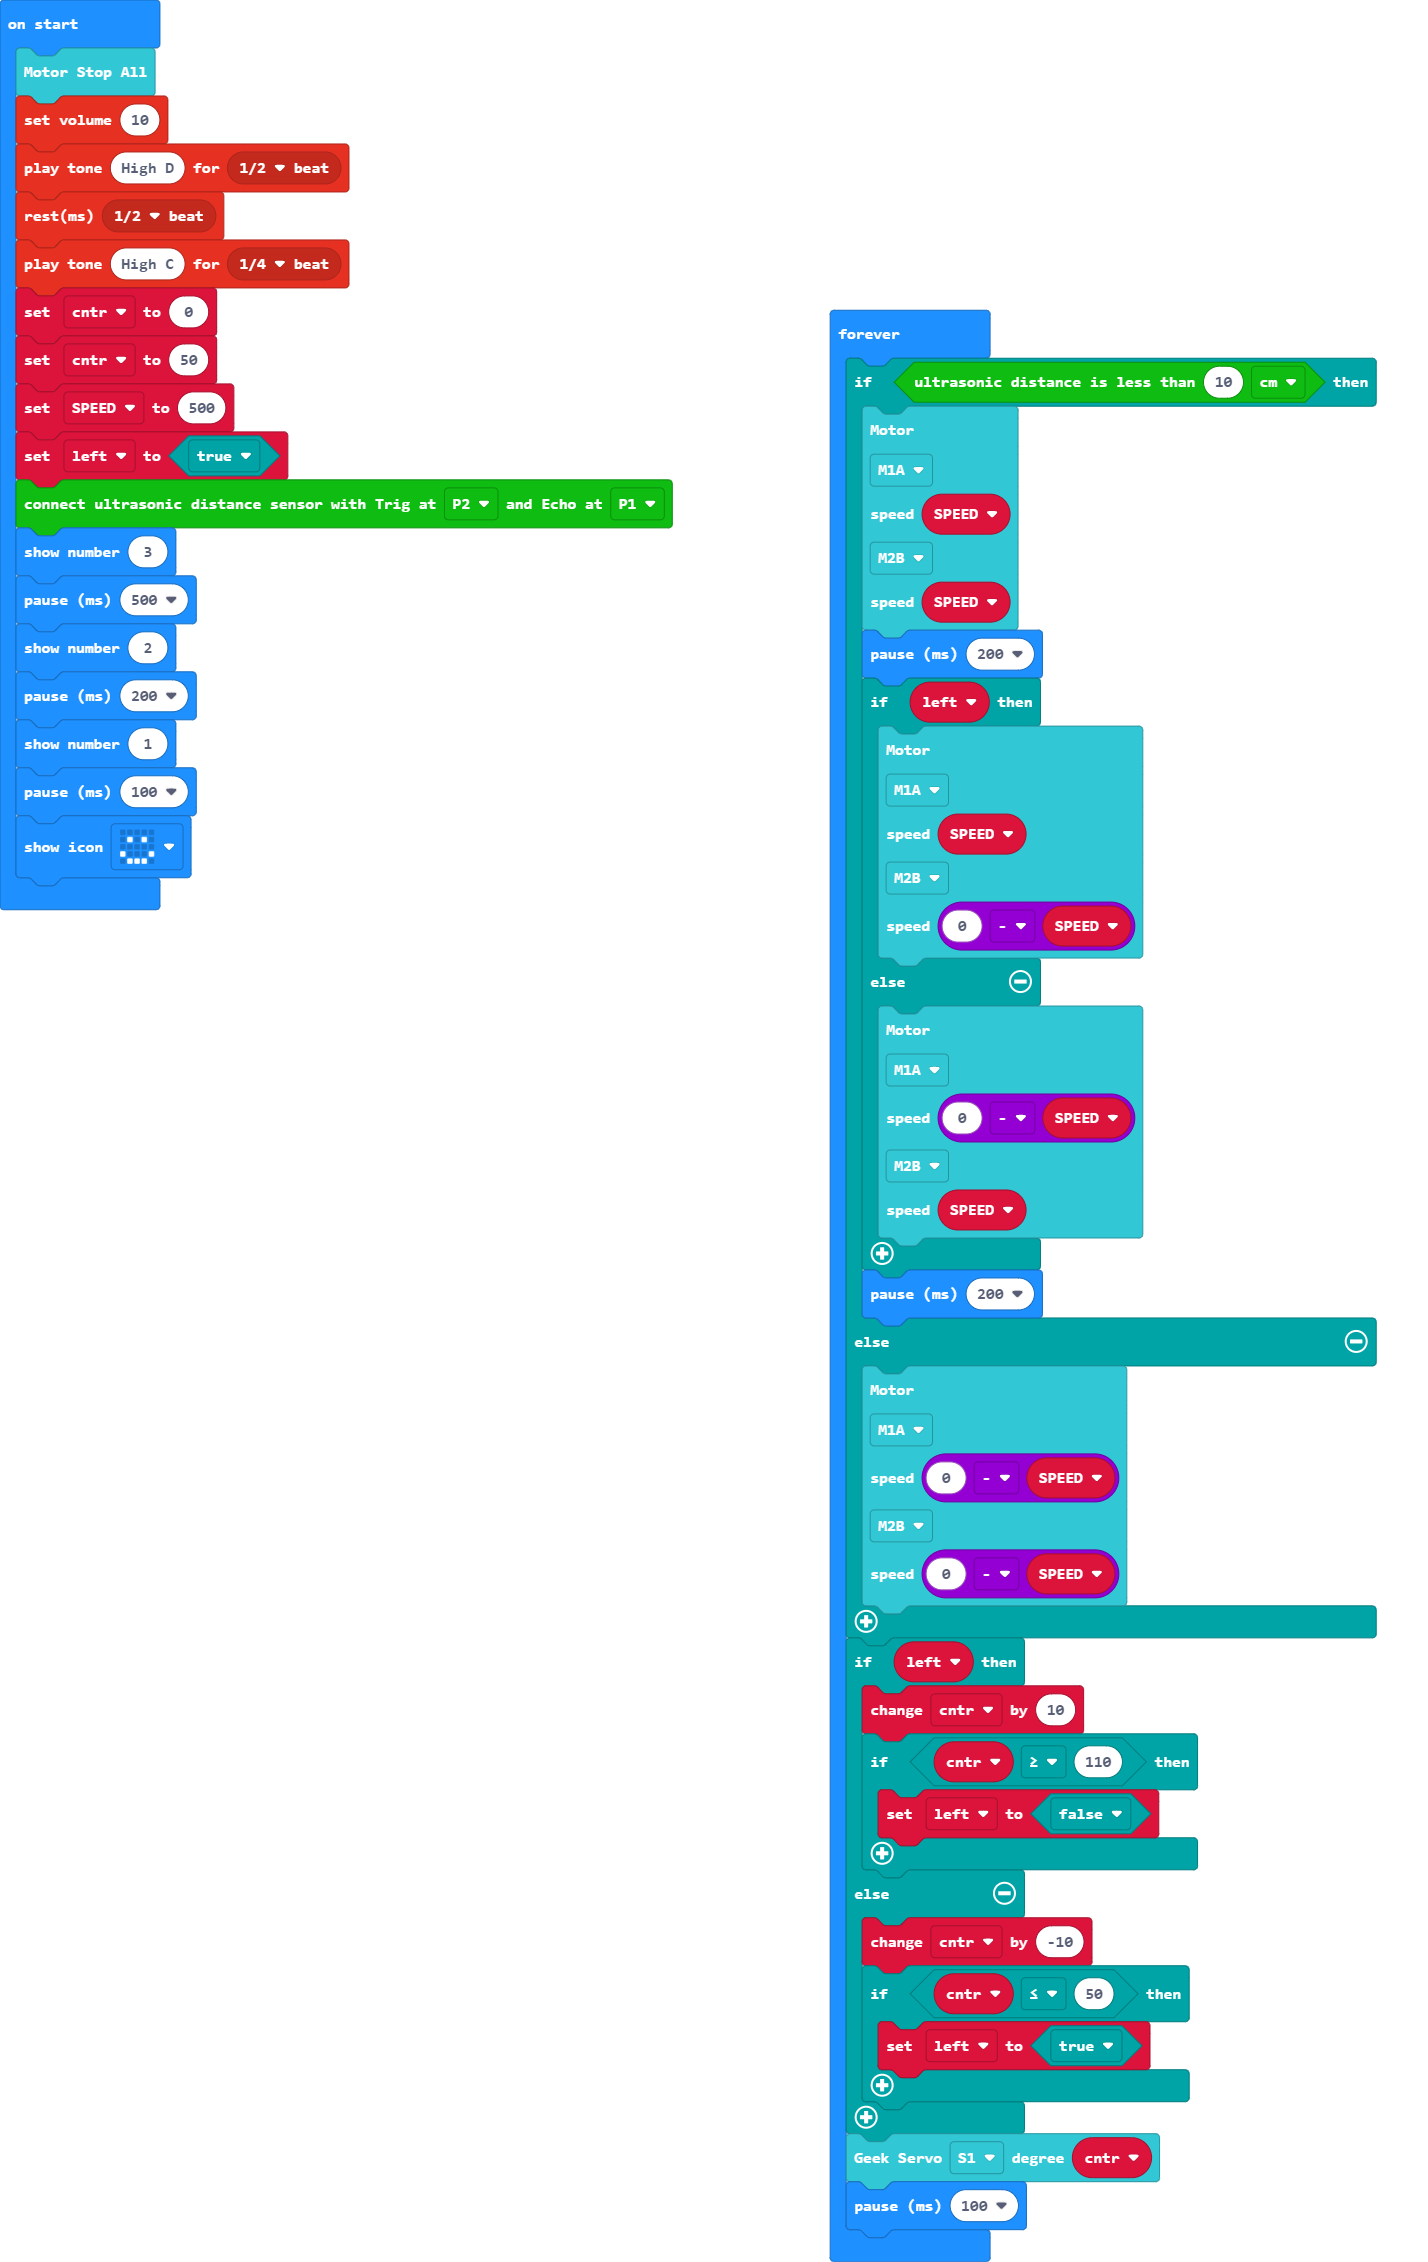 on start
Motor Stop All
set volume 10
play tone High D for 1/2 beat
rest(ms) 1/2 beat
play tone High C for 1/4 beat
set cntr to 0
set cntr to 50
set SPEED to 500
set left to true
connect ultrasonic distance sensor with Trig at P2 and Echo at P1
show number 3
pause (ms) 500
show number 2
pause (ms) 200
show number 1
pause (ms) 100
show icon
forever
if ultrasonic distance is less than 10 cm then
Motor
M1A
speed SPEED
M2B
speed SPEED
pause (ms) 200
if left then
Motor
M1A
speed SPEED
M2B
speed 0 - SPEED
else
Motor
M1A
speed 0 - SPEED
M2B
speed SPEED
pause (ms) 200
else
Motor
M1A
speed 0 - SPEED
M2B
speed 0 - SPEED
if left then
change cntr by 10
if cntr ≥ 110 then
set left to false
else
change cntr by -10
if cntr ≤ 50 then
set left to true
Geek Servo S1 degree cntr
pause (ms) 100